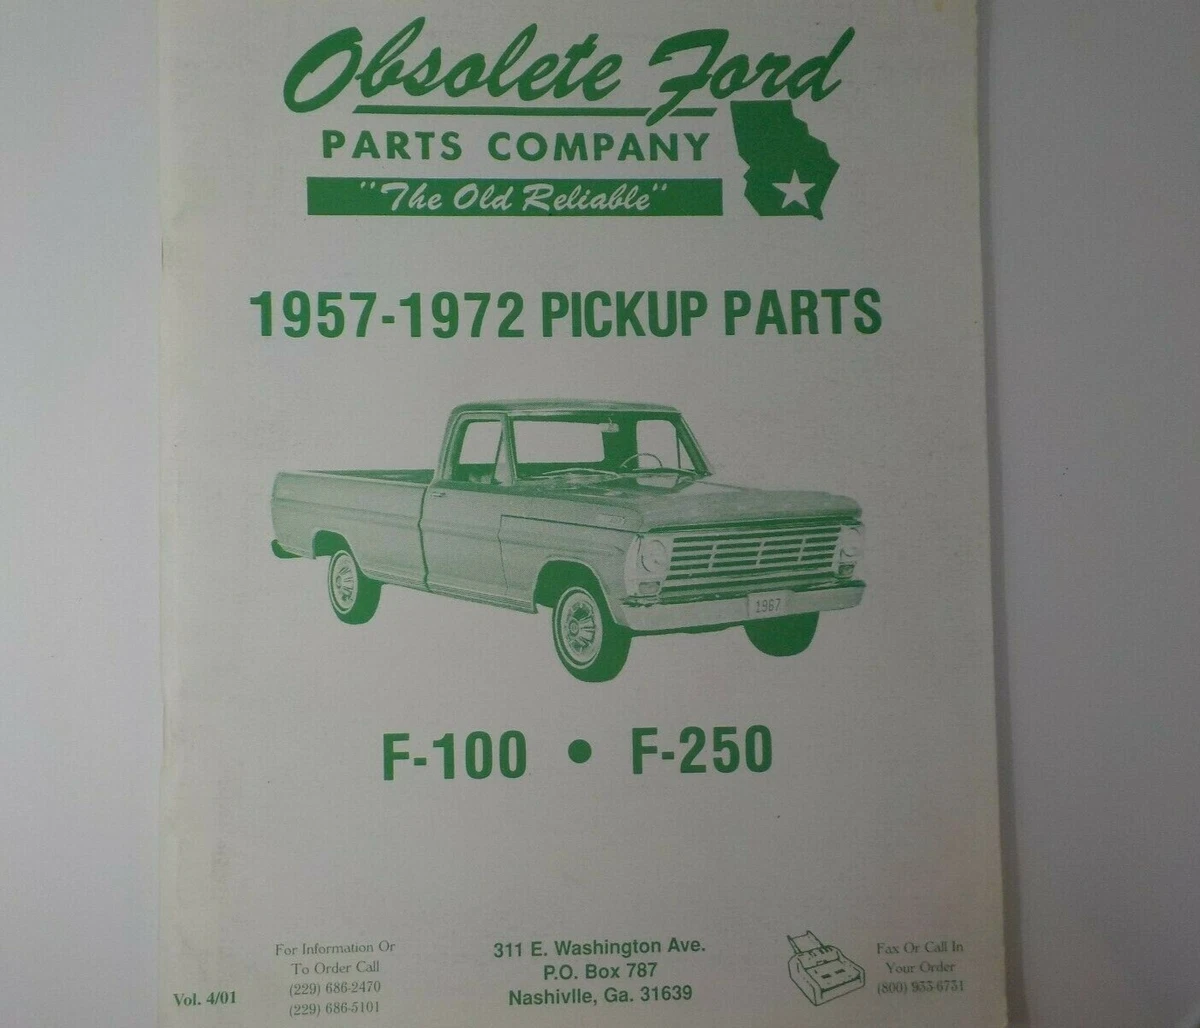 Obsolete Ford
PARTS COMPANY
"The Old Reliable"
1957-1972 PICKUP PARTS
1967
F-100 • F-250
For Information Or
To Order Call
(229) 686-2470
(229) 686-5101
Vol. 4/01
311 E. Washington Ave.
P.O. Box 787
Nashivlle, Ga. 31639
Fax Or Call In
Your Order
(800) 953-6751